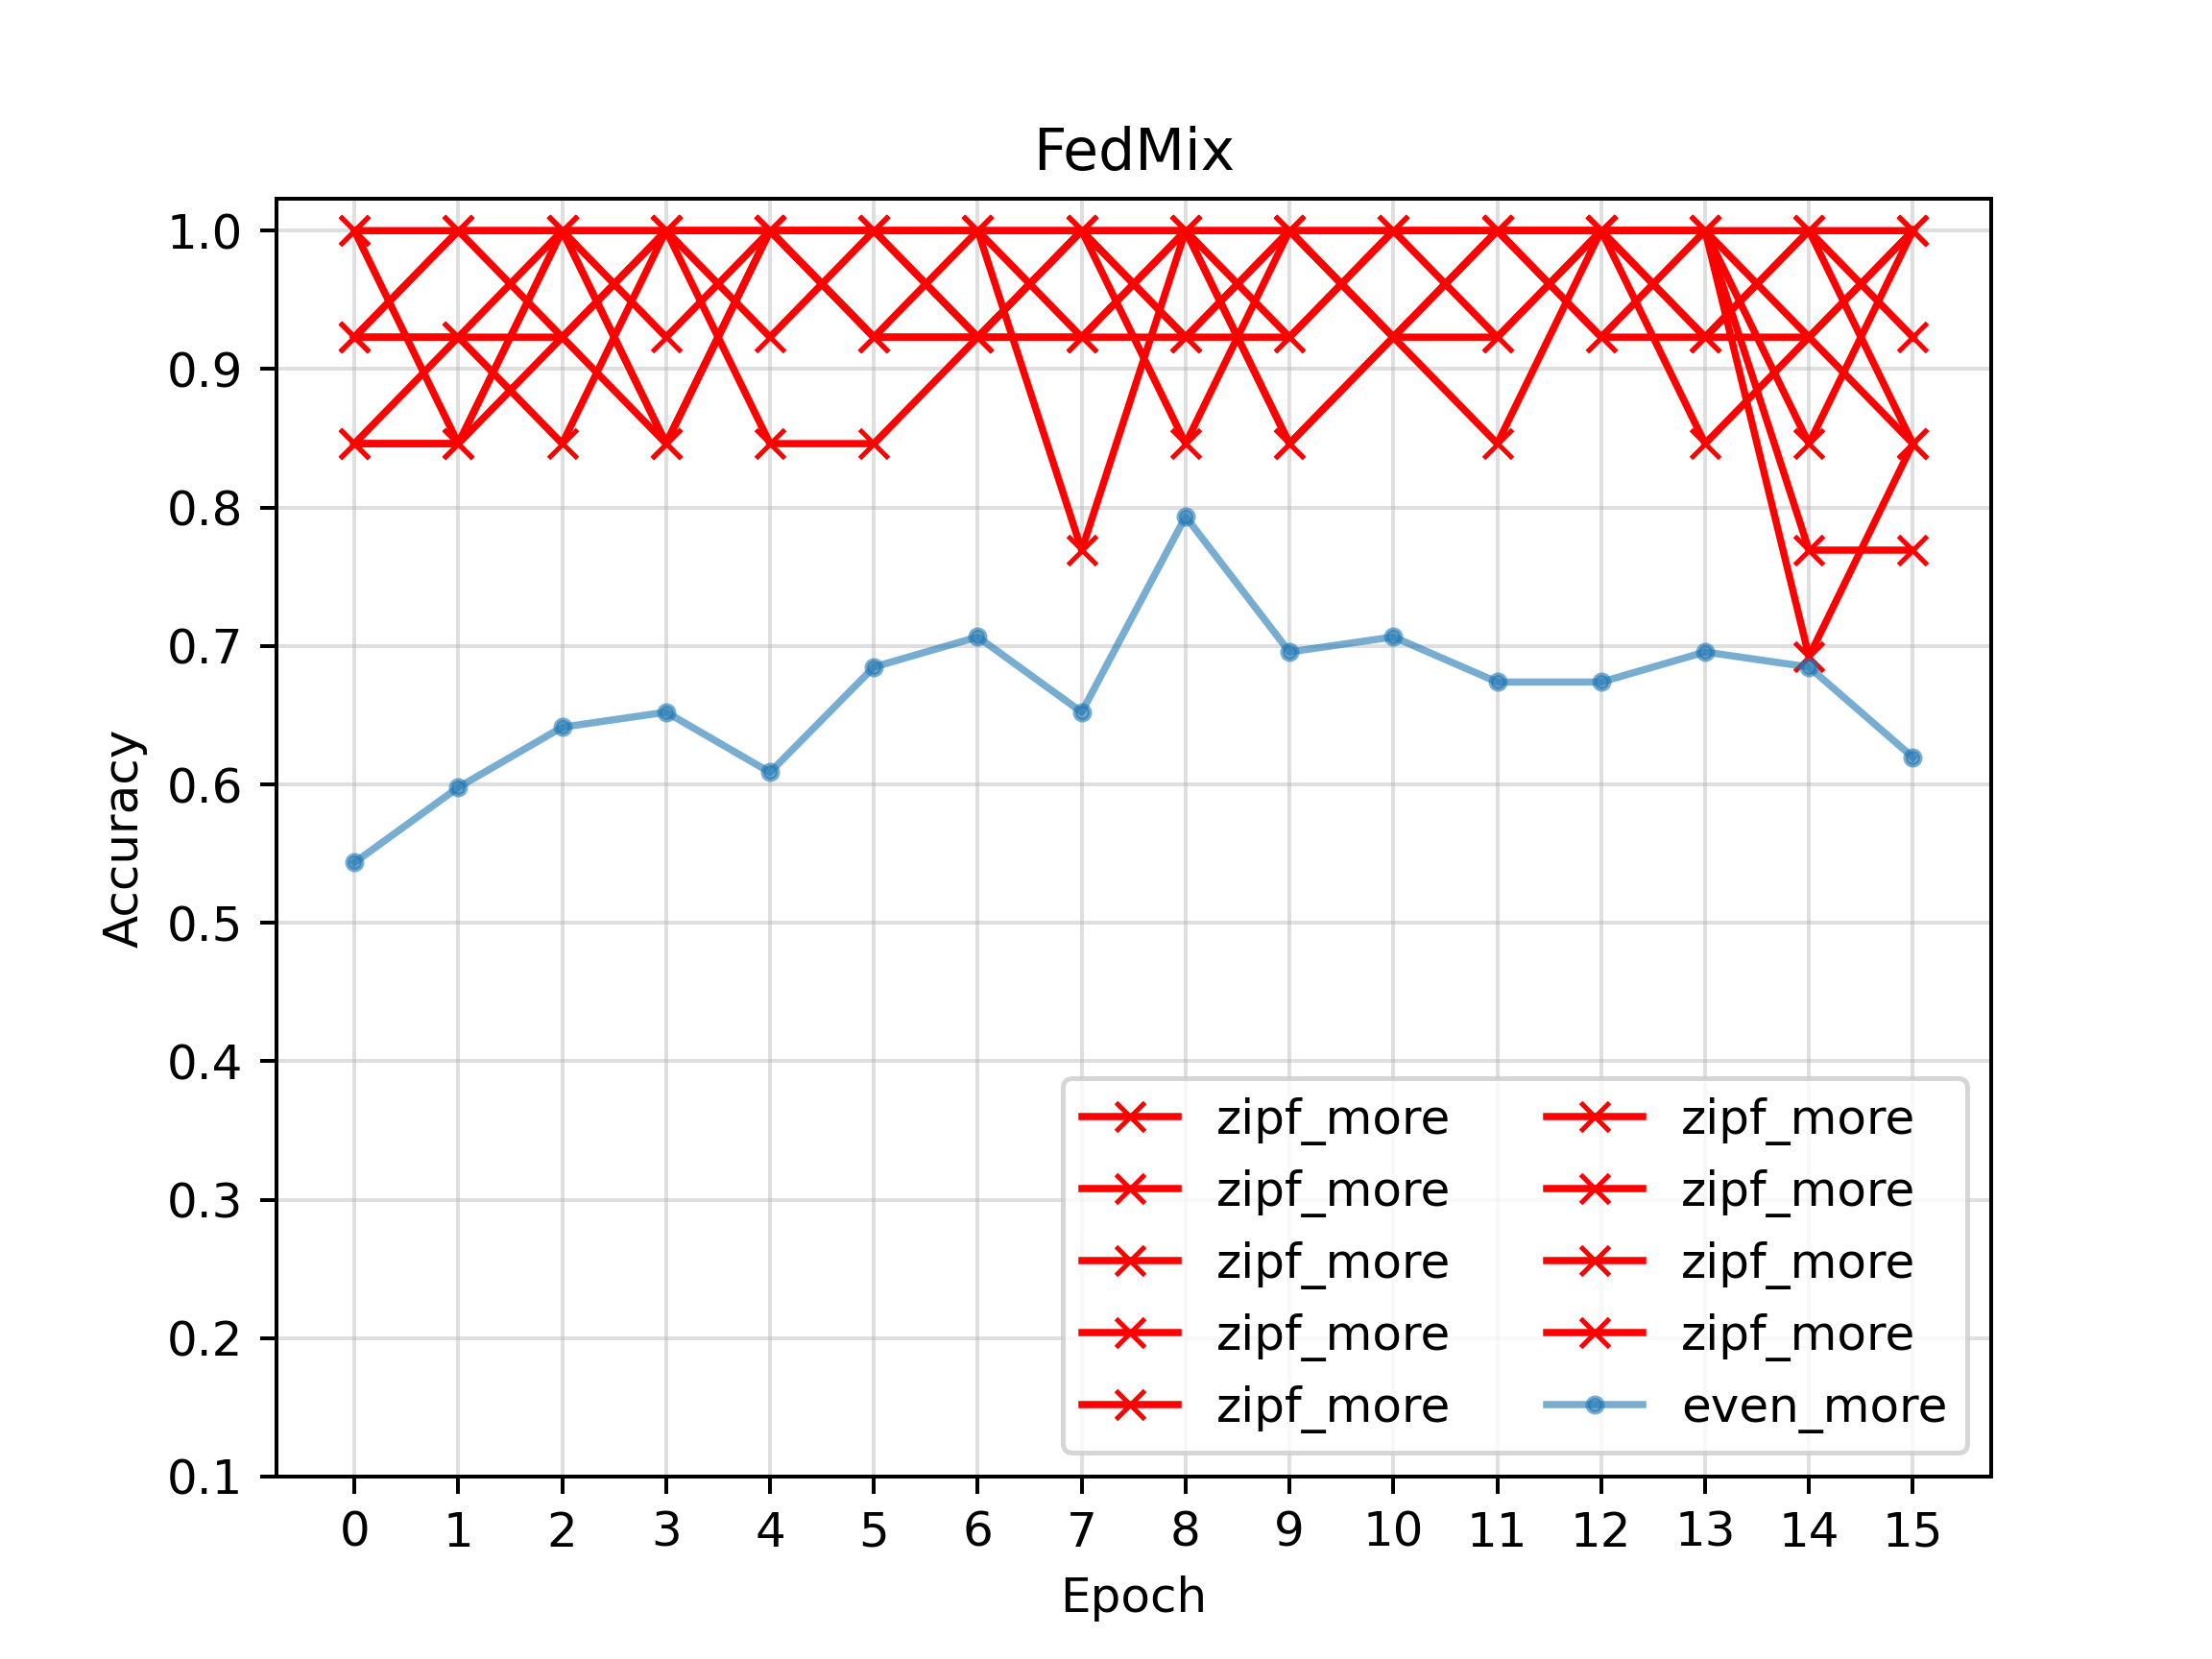 FedMix
1.0
0.9
0.8
0.7
0.6
0.5
0.4
0.3
0.2
0.1
Accuracy
zipf_more zipf_more
zipf_more zipf_more
zipf_more zipf_more
zipf_more zipf_more
zipf_more even_more
0 1 2 3 4 5 6 7 8 9 10 11 12 13 14 15
Epoch